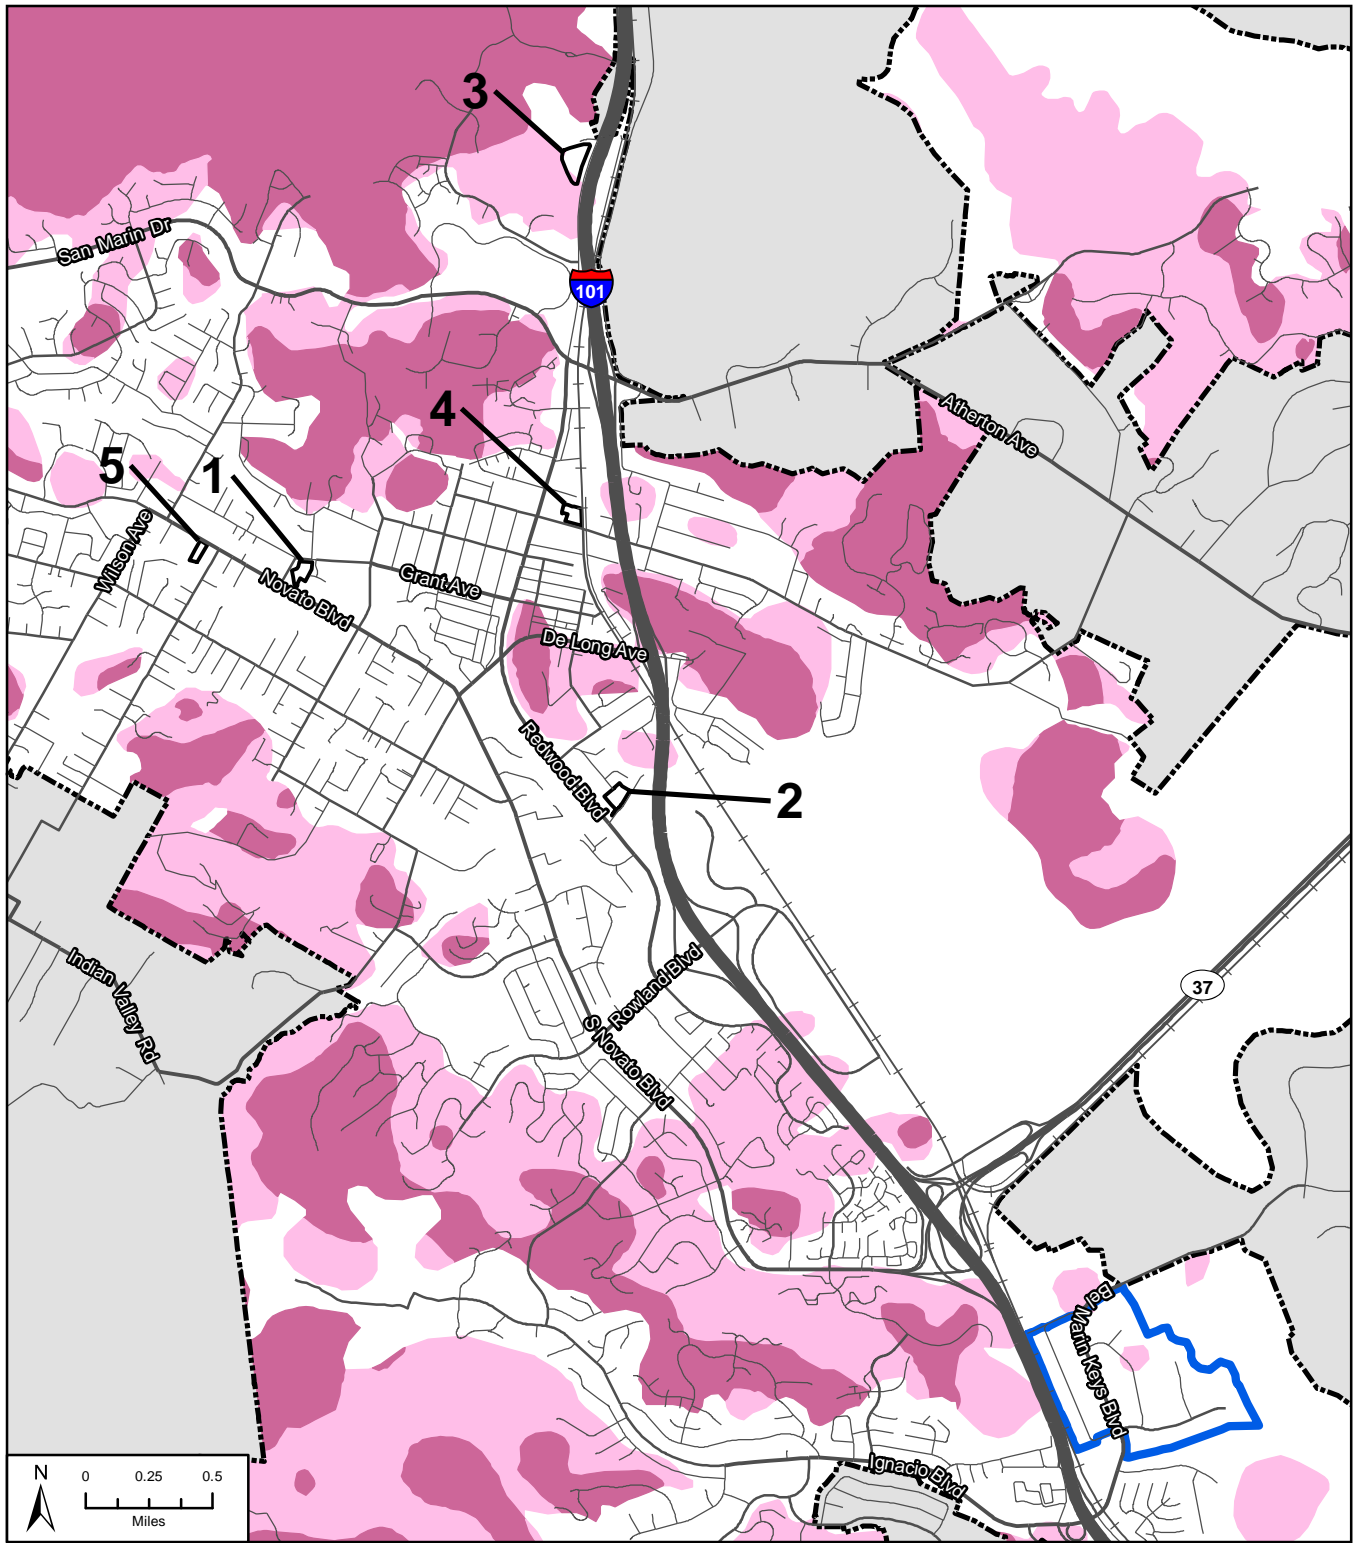 3
San Marin Dr
101
4
Atherton Ave
5
1
Wilson Ave
Novato Blvd
Grant Ave
De Long Ave
Redwood Blvd
2
Indian Valley Rd
Rowland Blvd
37
S Novato Blvd
Bel Marin Keys Blvd
Ignacio Blvd
N
0 0.25 0.5
Miles